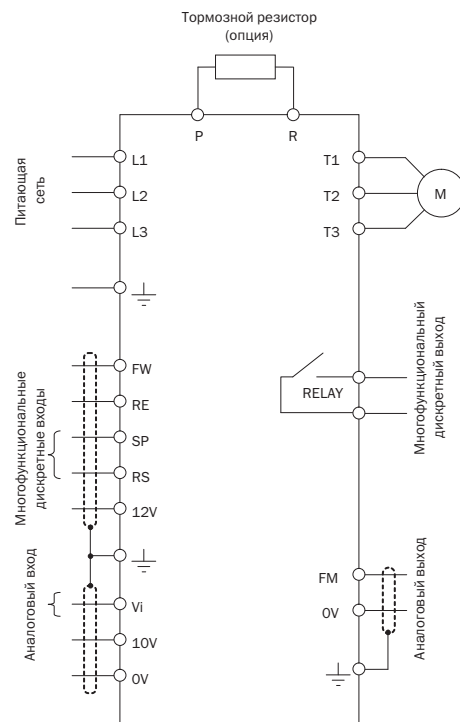 Тормозной резистор
(опция)
P
R
Питающая
сеть
L1
L2
L3
T1
T2
T3
M
Многофункциональные
дискретные входы
FW
RE
SP
RS
12V
RELAY
Многофункциональный
дискретный выход
Аналоговый вход
Vi
10V
0V
FM
0V
Аналоговый выход